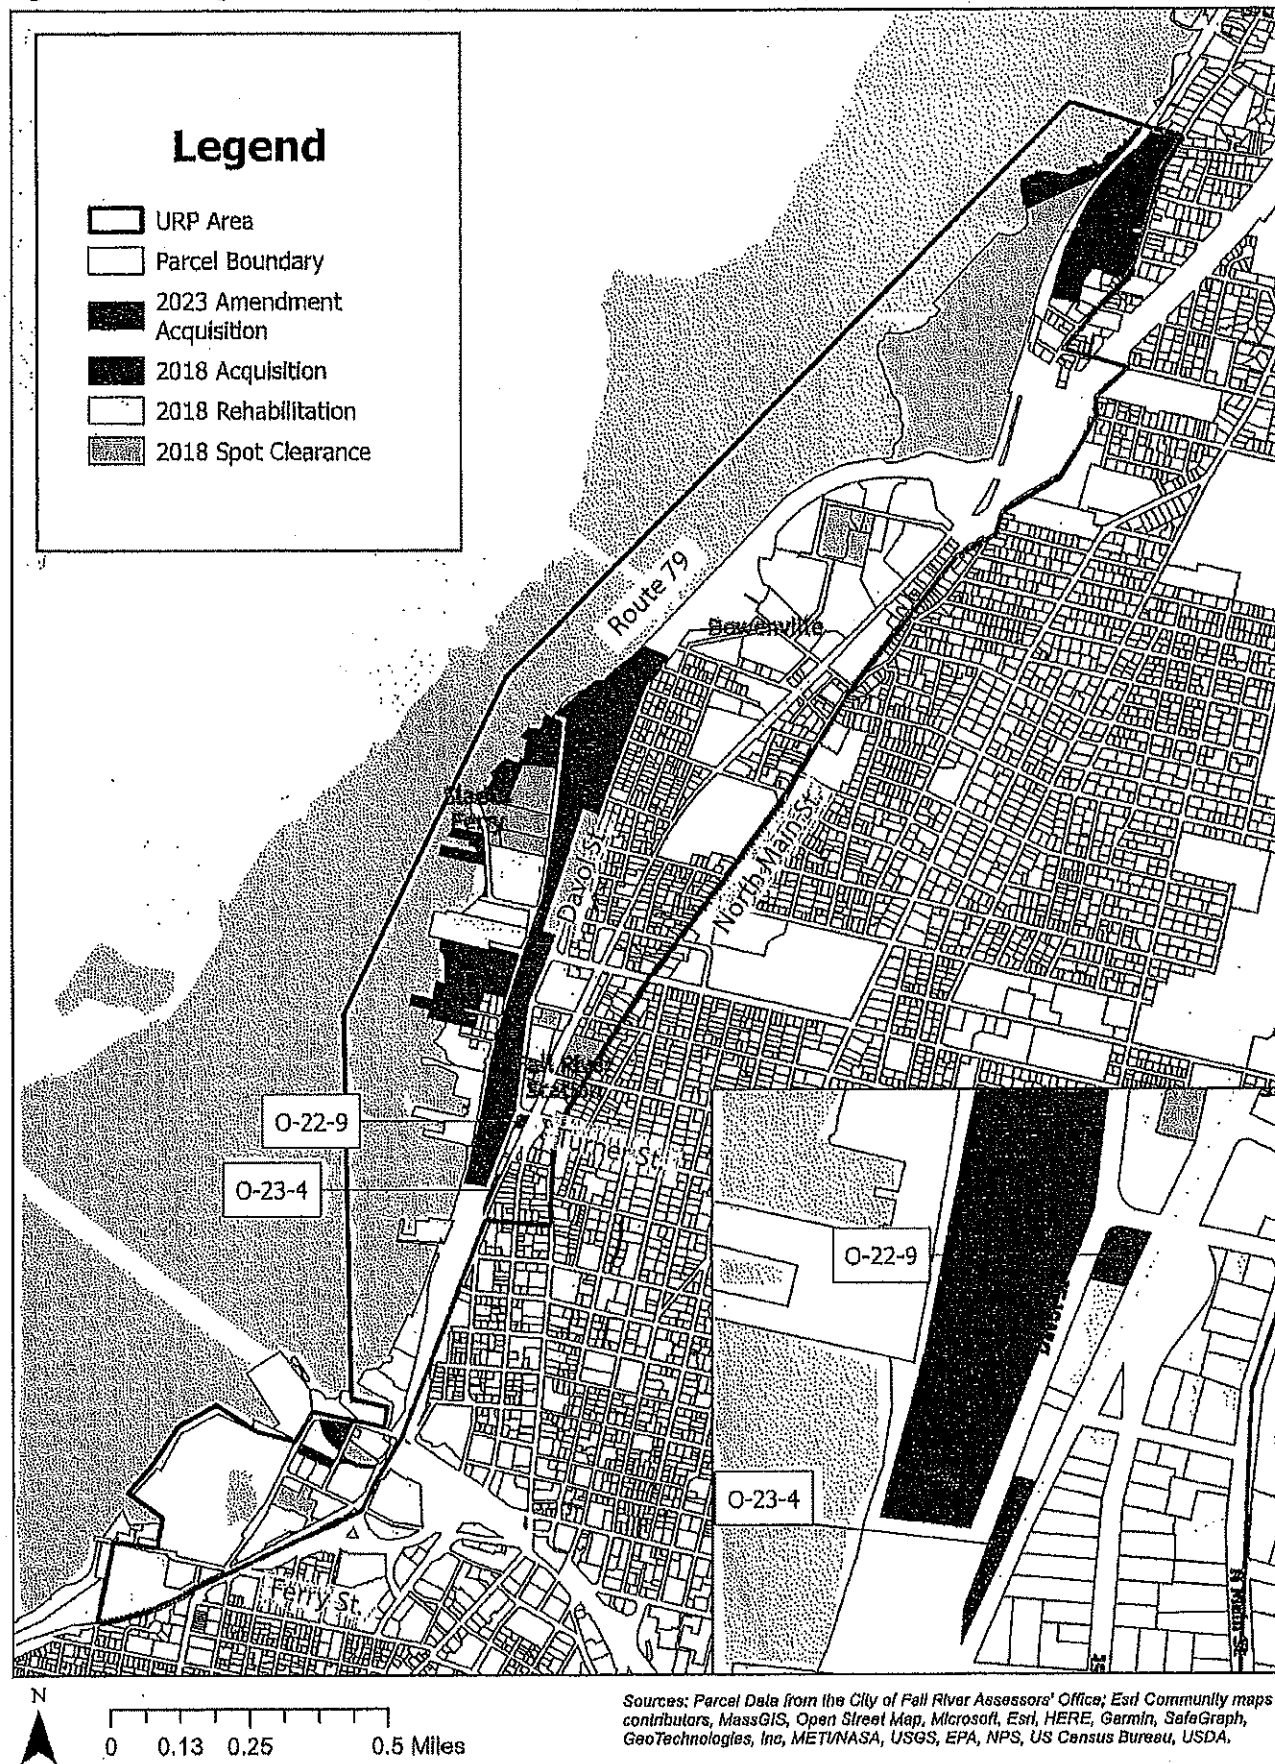 Legend
URP Area
Parcel Boundary
2023 Amendment
Acquisition
2018 Acquisition
2018 Rehabilitation
2018 Spot Clearance
Route 79
Bowenville
Ferry
Davol St.
North Main St.
Station
O-22-9
Turner St.
O-23-4
O-22-9
O-23-4
Ferry St.
N
0 0.13 0.25 0.5 Miles
Sources: Parcel Data from the City of Fall River Assessors' Office; Esri Community maps
contributors, MassGIS, Open Street Map, Microsoft, Esri, HERE, Garmin, SafeGraph,
GeoTechnologies, Inc, METI/NASA, USGS, EPA, NPS, US Census Bureau, USDA.